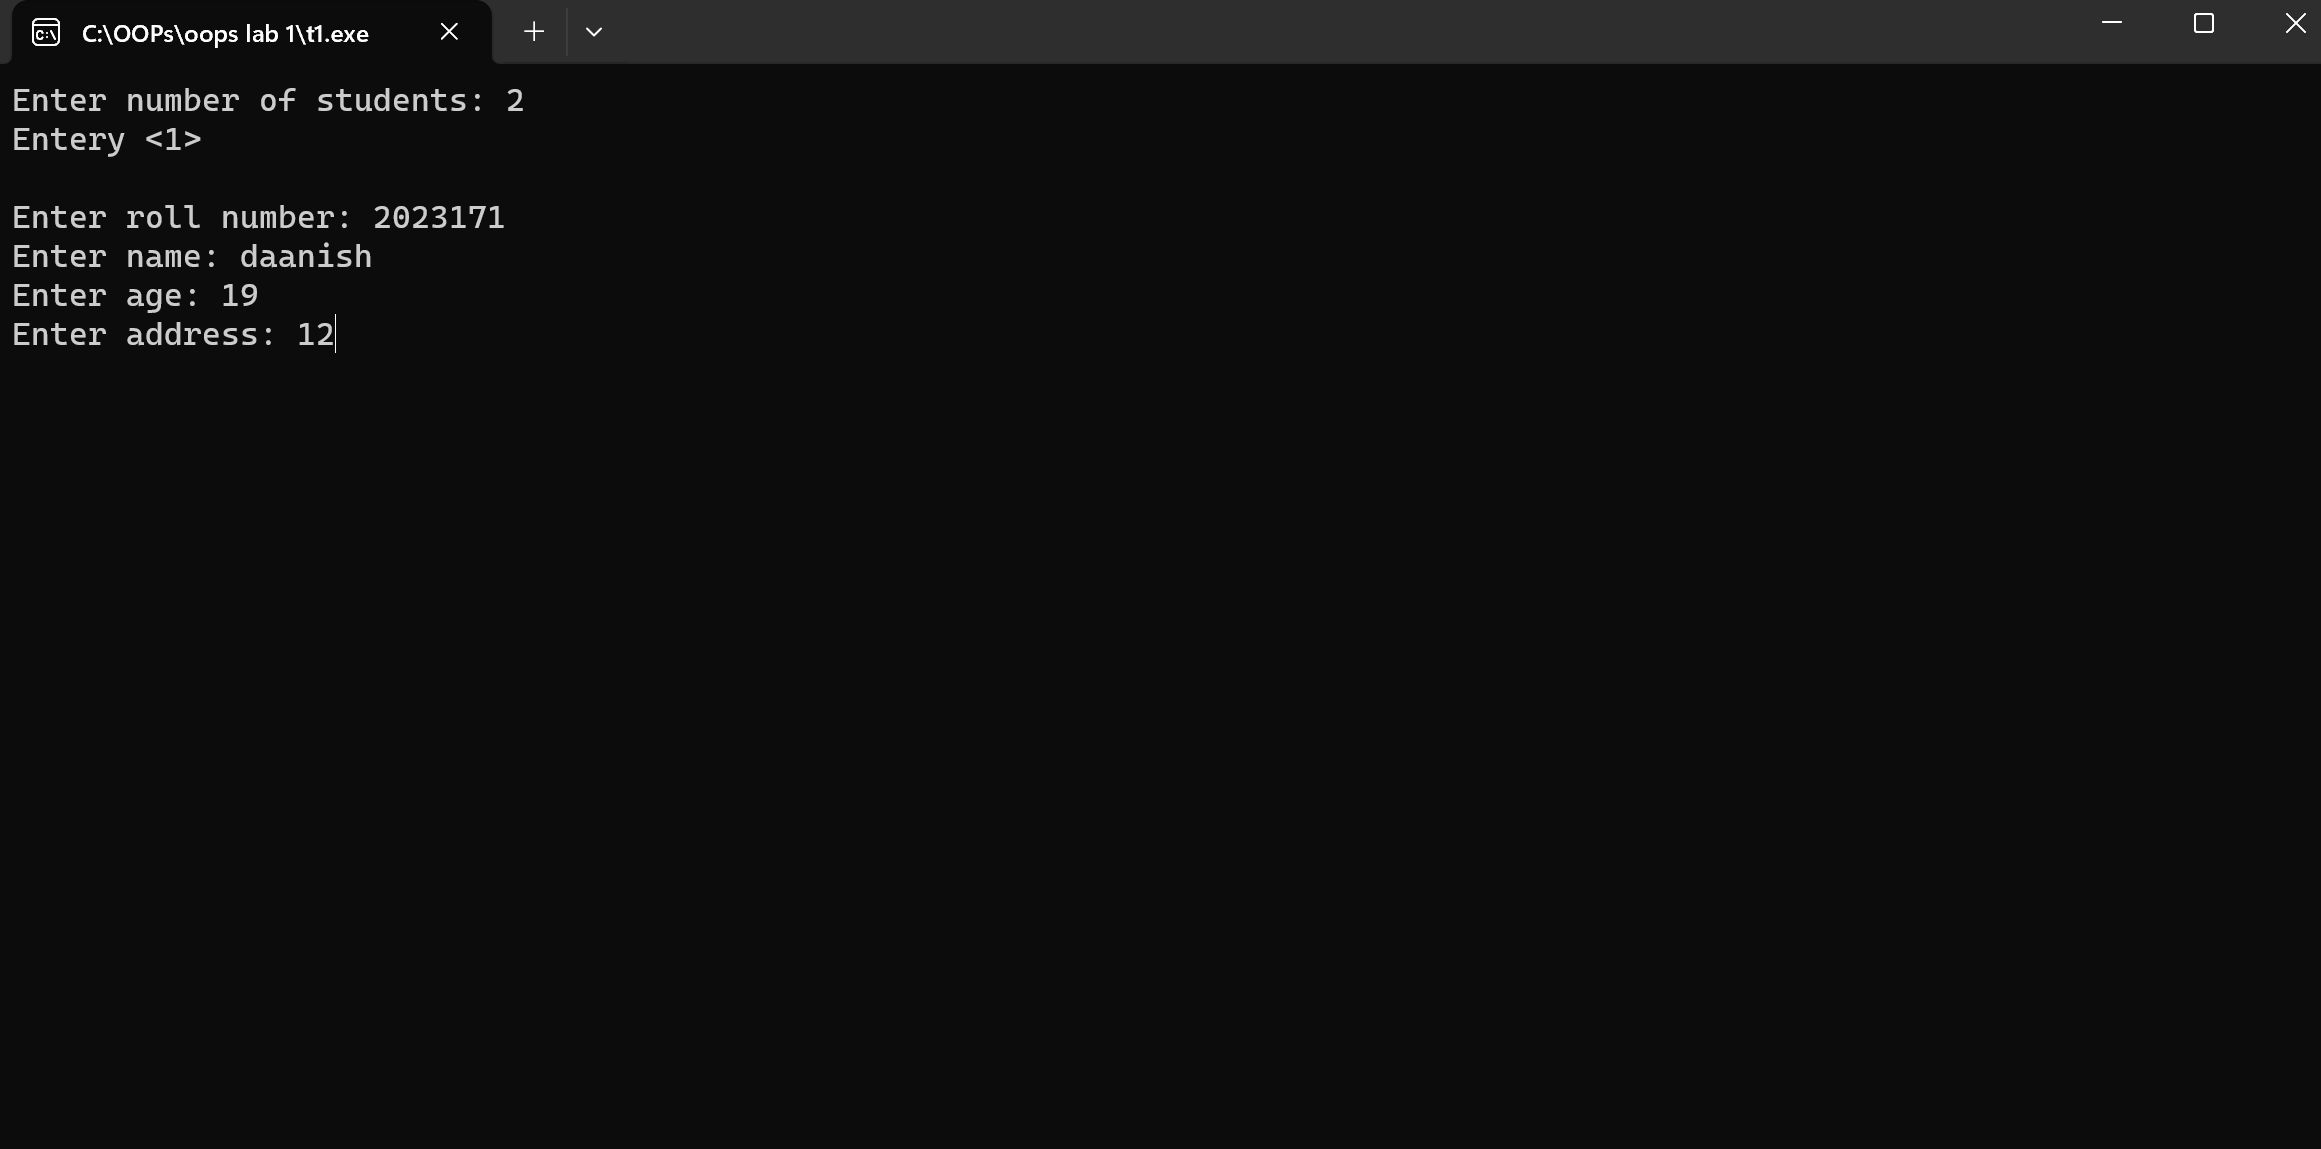 C:\OOPs\oops lab 1\t1.exe
Enter number of students: 2
Entery <1>
Enter roll number: 2023171
Enter name: daanish
Enter age: 19
Enter address: 12